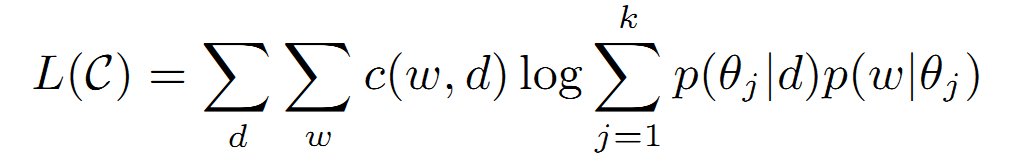 L(𝒞) = ∑_d ∑_w c(w, d) log ∑_{j=1}^{k} p(θ_j|d)p(w|θ_j)